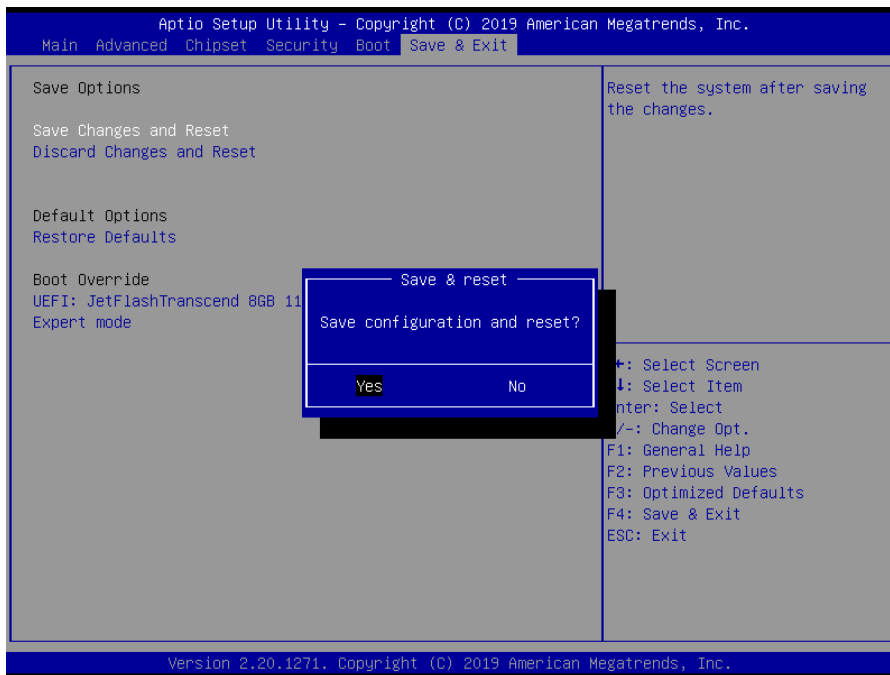 Aptio Setup Utility – Copyright (C) 2019 American Megatrends, Inc.
Main Advanced Chipset Security Boot Save & Exit
Save Options
Save Changes and Reset
Discard Changes and Reset
Default Options
Restore Defaults
Boot Override
UEFI: JetFlashTranscend 8GB 11
Expert mode
Save & reset
Save configuration and reset?
Yes No
Reset the system after saving
the changes.
←: Select Screen
↓: Select Item
nter: Select
/-: Change Opt.
F1: General Help
F2: Previous Values
F3: Optimized Defaults
F4: Save & Exit
ESC: Exit
Version 2.20.1271. Copyright (C) 2019 American Megatrends, Inc.